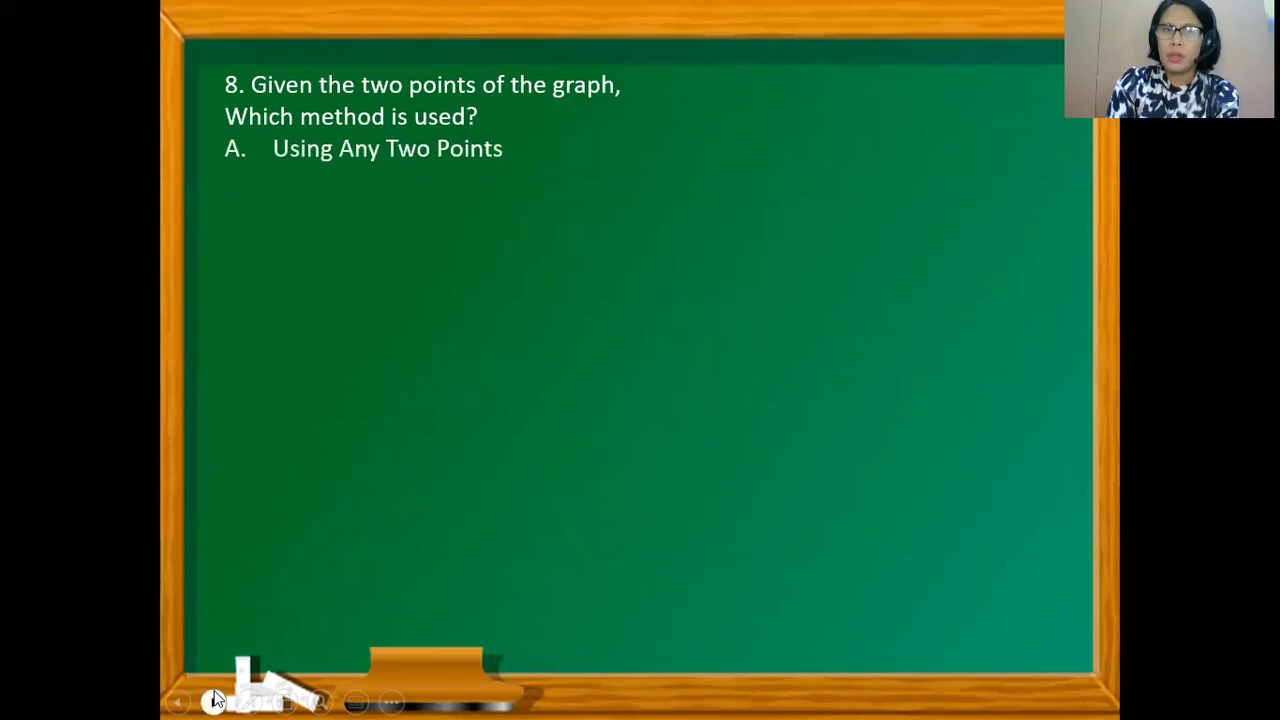 8. Given the two points of the graph,
Which method is used?
A. Using Any Two Points